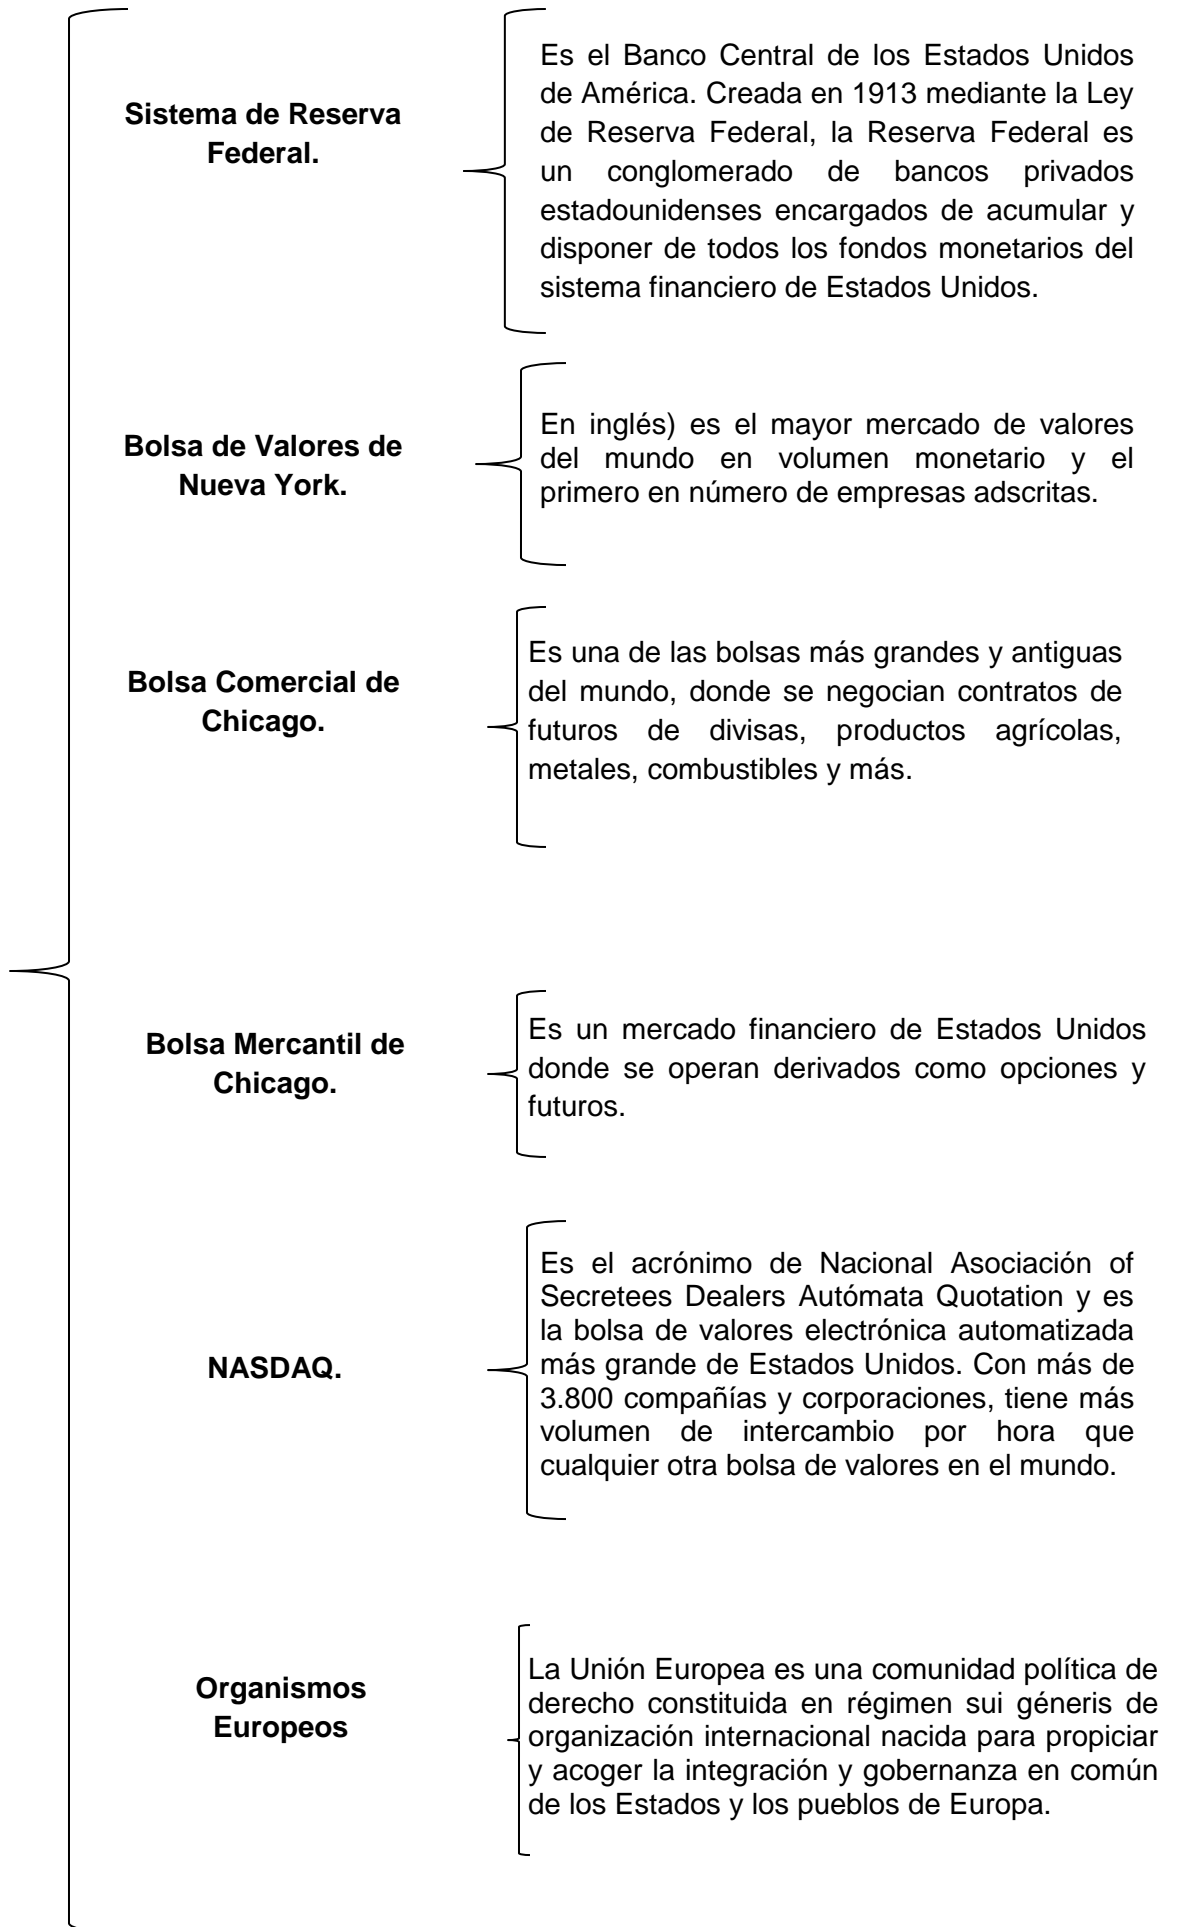 Sistema de Reserva
Federal.
Es el Banco Central de los Estados Unidos
de América. Creada en 1913 mediante la Ley
de Reserva Federal, la Reserva Federal es
un conglomerado de bancos privados
estadounidenses encargados de acumular y
disponer de todos los fondos monetarios del
sistema financiero de Estados Unidos.
Bolsa de Valores de
Nueva York.
En inglés) es el mayor mercado de valores
del mundo en volumen monetario y el
primero en número de empresas adscritas.
Bolsa Comercial de
Chicago.
Es una de las bolsas más grandes y antiguas
del mundo, donde se negocian contratos de
futuros de divisas, productos agrícolas,
metales, combustibles y más.
Bolsa Mercantil de
Chicago.
Es un mercado financiero de Estados Unidos
donde se operan derivados como opciones y
futuros.
NASDAQ.
Es el acrónimo de Nacional Asociación of
Secretees Dealers Autómata Quotation y es
la bolsa de valores electrónica automatizada
más grande de Estados Unidos. Con más de
3.800 compañías y corporaciones, tiene más
volumen de intercambio por hora que
cualquier otra bolsa de valores en el mundo.
Organismos
Europeos
La Unión Europea es una comunidad política de
derecho constituida en régimen sui géneris de
organización internacional nacida para propiciar
y acoger la integración y gobernanza en común
de los Estados y los pueblos de Europa.